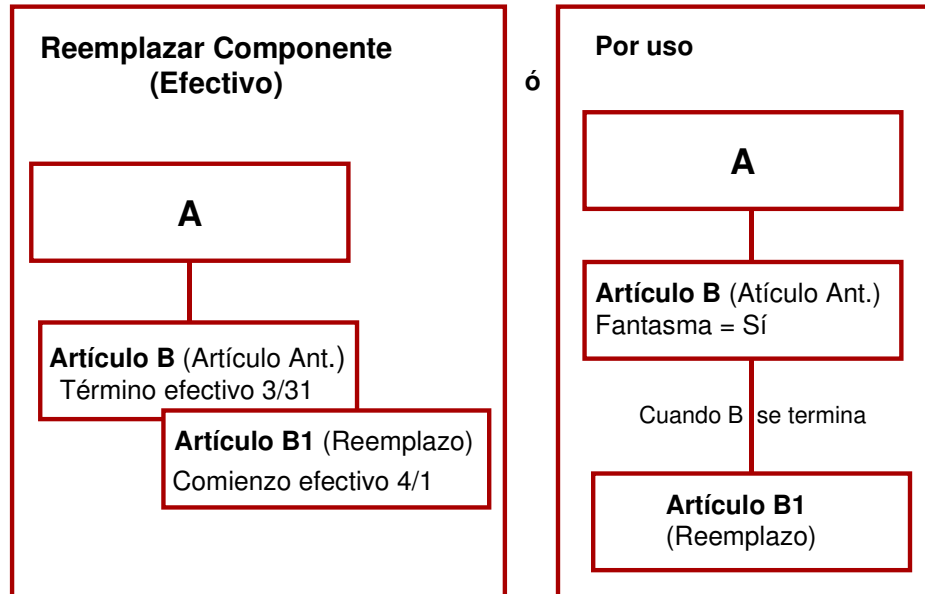 Reemplazar Componente
(Efectivo)
A
Artículo B (Artículo Ant.)
Término efectivo 3/31
Artículo B1 (Reemplazo)
Comienzo efectivo 4/1
ó
Por uso
A
Artículo B (Atículo Ant.)
Fantasma = Sí
Cuando B se termina
Artículo B1
(Reemplazo)